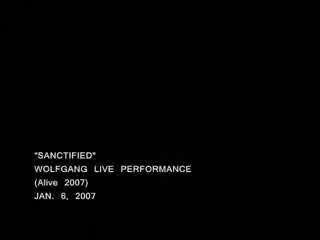 "SANCTIFIED"
WOLFGANG LIVE PERFORMANCE
(Alive 2007)
JAN. 6, 2007